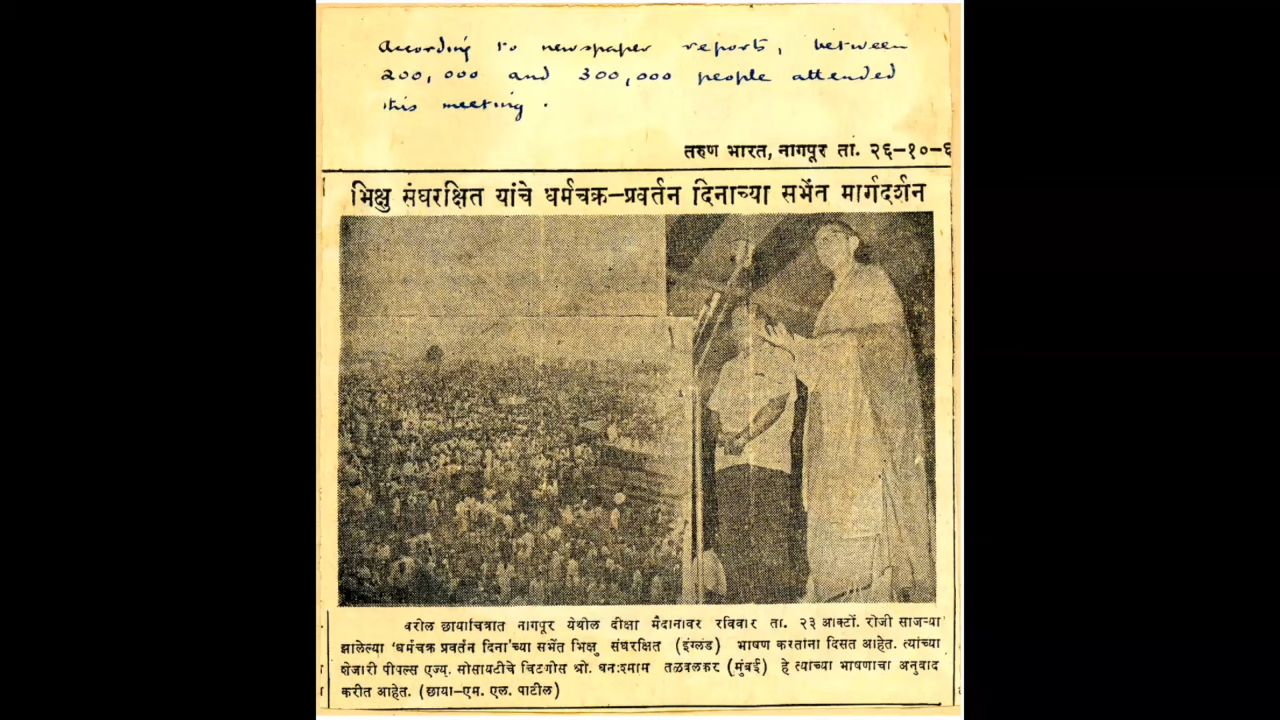 According to newspaper reports, between
200,000 and 300,000 people attended
this meeting.
तरुण भारत, नागपूर ता. २६-१०-६
भिक्षु संघरक्षित यांचे धर्मचक्र-प्रवर्तन दिनाच्या सभेंत मार्गदर्शन
वरील छायाचित्रात नागपूर येथील दीक्षा मैदानावर रविवार ता. २३ आक्टों. रोजी साजऱ्या
झालेल्या 'धर्मचक्र प्रवर्तन दिना'च्या सभेंत भिक्षु संघरक्षित (इंग्लंड) भाषण करतांना दिसत आहेत. त्यांच्या
शेजारी पीपल्स एज्यु. सोसायटीचे चिटणीस श्री. घनःश्याम तळवलकर (मुंबई) हे त्यांच्या भाषणाचा अनुवाद
करीत आहेत. (छाया-एम. एल. पाटील)